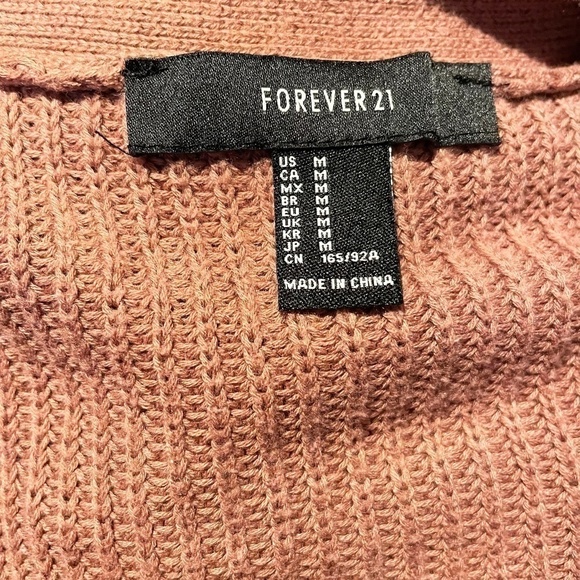 FOREVER 21
US M
CA M
MX M
BR M
EU M
UK M
KR M
JP M
CN 165/92A
MADE IN CHINA